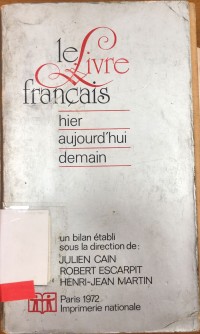 le
Livre
français
hier
aujourd'hui
demain
un bilan établi
sous la direction de:
JULIEN CAIN
ROBERT ESCARPIT
HENRI-JEAN MARTIN
Paris 1972
Imprimerie nationale